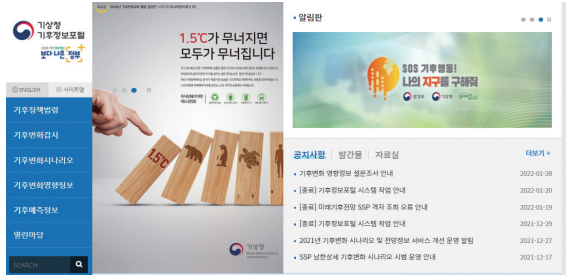 기상청
기후정보포털
보다나은 정부
ENGLISH
사이트맵
기후정책법령
기후변화감시
기후변화시나리오
기후변화영향정보
기후예측정보
열린마당
SEARCH
1.5℃가 무너지면
모두가 무너집니다
1.5℃
기상청
알림판
SOS 기후행동!
나의 지구를 구해줘
환경부
기상청
공지사항 발간물 자료실 더보기 +
기후변화 영향정보 설문조사 안내 2022-01-28
[종료] 기후정보포털 시스템 작업 안내 2022-01-20
[종료] 미래기후전망 SSP 격자 조회 오류 안내 2022-01-19
[종료] 기후정보포털 시스템 작업 안내 2021-12-29
2021년 기후변화 시나리오 및 전망정보 서비스 개선 운영 알림 2021-12-27
SSP 남한상세 기후변화 시나리오 시범 운영 안내 2021-12-17